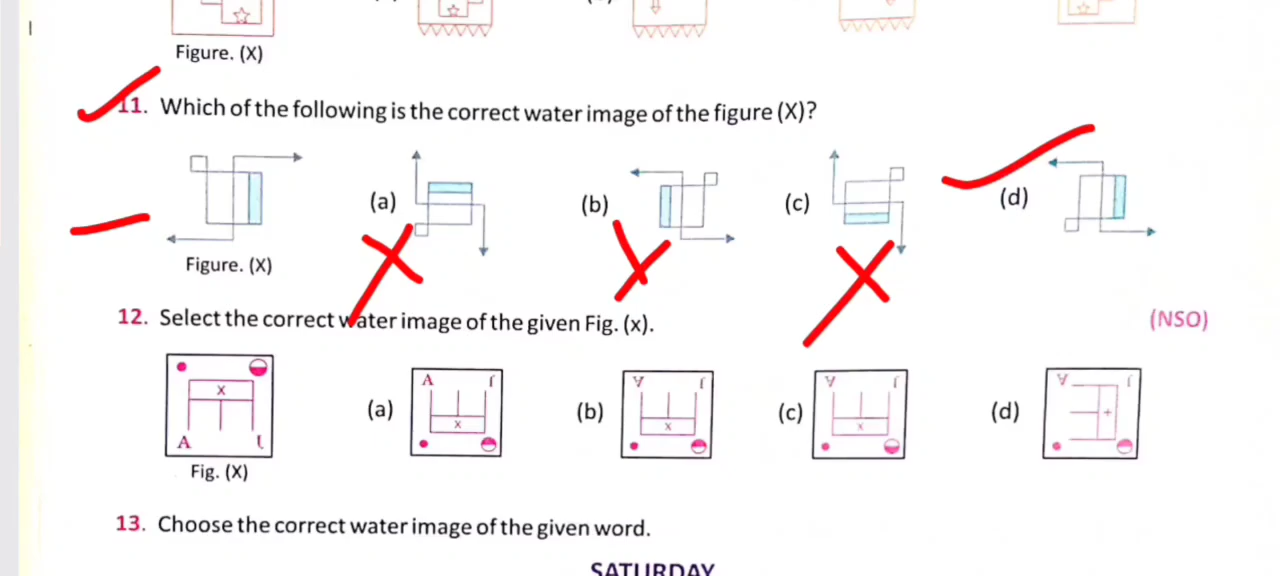 Figure. (X)
11. Which of the following is the correct water image of the figure (X)?
(a) (b) (c) (d)
Figure. (X)
12. Select the correct water image of the given Fig. (x).
(NSO)
X
A
(a) A X
(b) ∀ X
(c) ∀ X
(d) ∀ +
Fig. (X)
13. Choose the correct water image of the given word.
SATURDAY